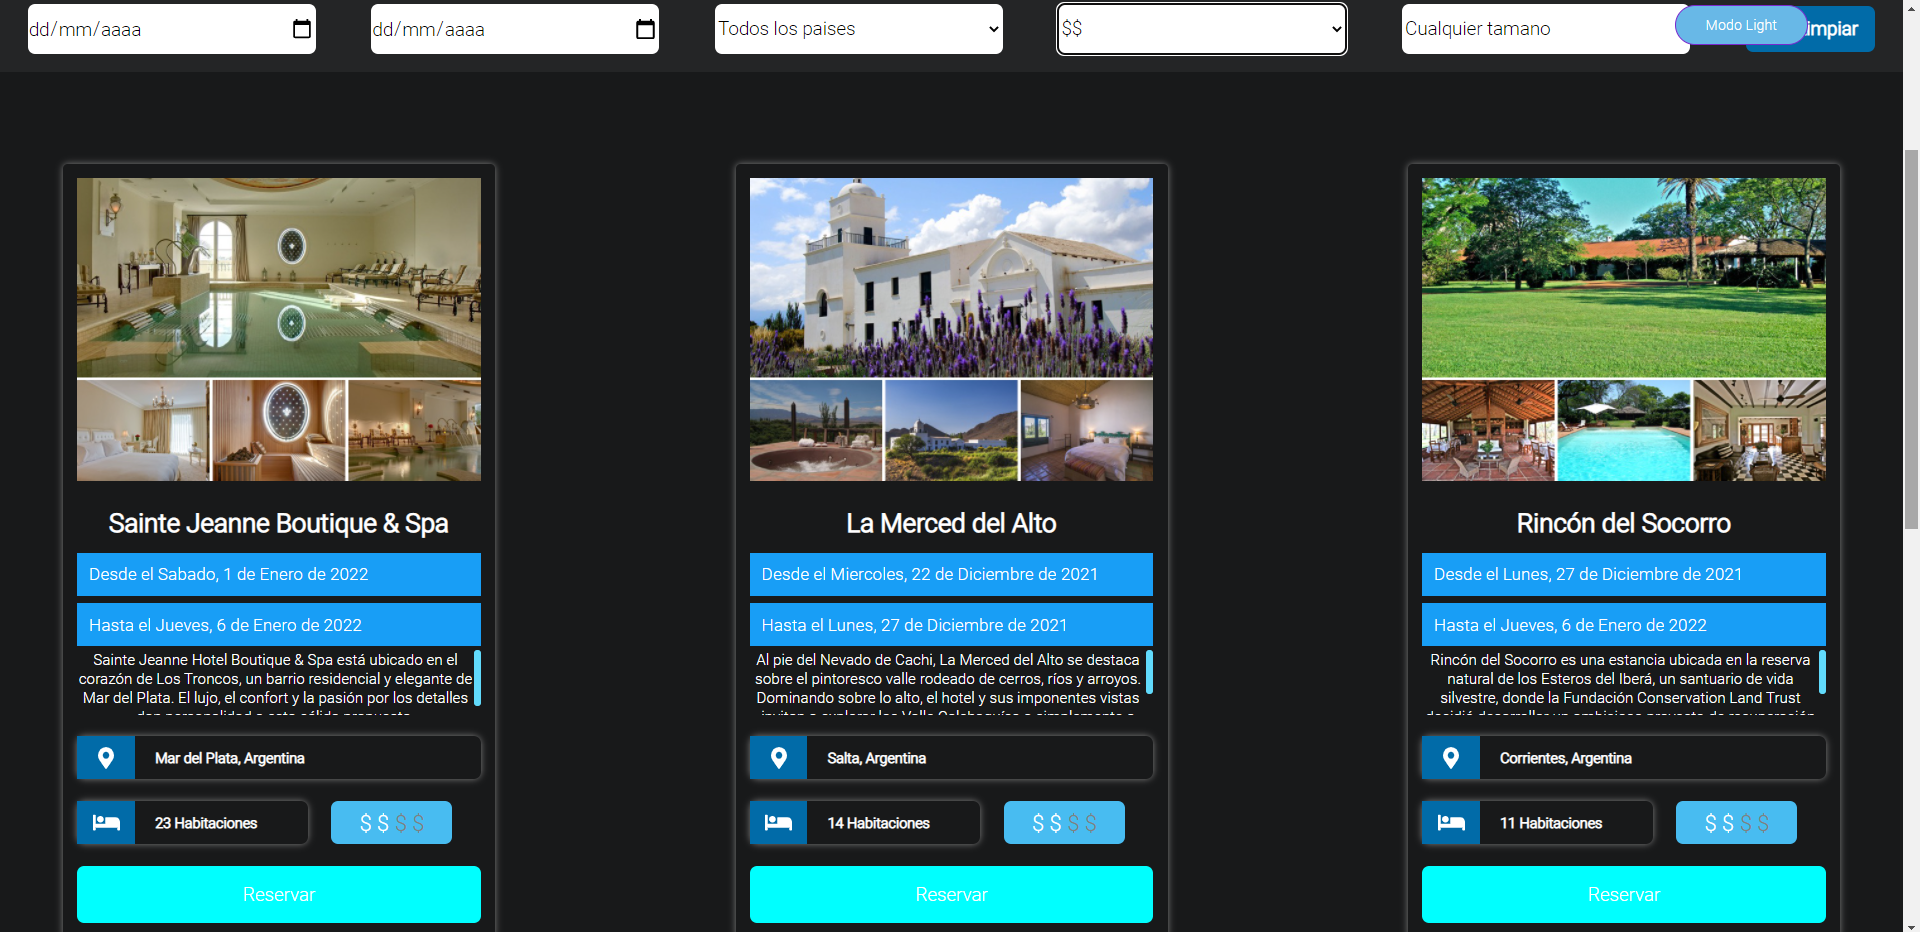 dd/mm/aaaa
dd/mm/aaaa
Todos los paises
$$
Cualquier tamano
Modo Light
impiar
Sainte Jeanne Boutique & Spa
Desde el Sabado, 1 de Enero de 2022
Hasta el Jueves, 6 de Enero de 2022
Sainte Jeanne Hotel Boutique & Spa está ubicado en el
corazón de Los Troncos, un barrio residencial y elegante de
Mar del Plata. El lujo, el confort y la pasión por los detalles
Mar del Plata, Argentina
23 Habitaciones
$ $ $ $
Reservar
La Merced del Alto
Desde el Miercoles, 22 de Diciembre de 2021
Hasta el Lunes, 27 de Diciembre de 2021
Al pie del Nevado de Cachi, La Merced del Alto se destaca
sobre el pintoresco valle rodeado de cerros, ríos y arroyos.
Dominando sobre lo alto, el hotel y sus imponentes vistas
Salta, Argentina
14 Habitaciones
$ $ $ $
Reservar
Rincón del Socorro
Desde el Lunes, 27 de Diciembre de 2021
Hasta el Jueves, 6 de Enero de 2022
Rincón del Socorro es una estancia ubicada en la reserva
natural de los Esteros del Iberá, un santuario de vida
silvestre, donde la Fundación Conservation Land Trust
Corrientes, Argentina
11 Habitaciones
$ $ $ $
Reservar